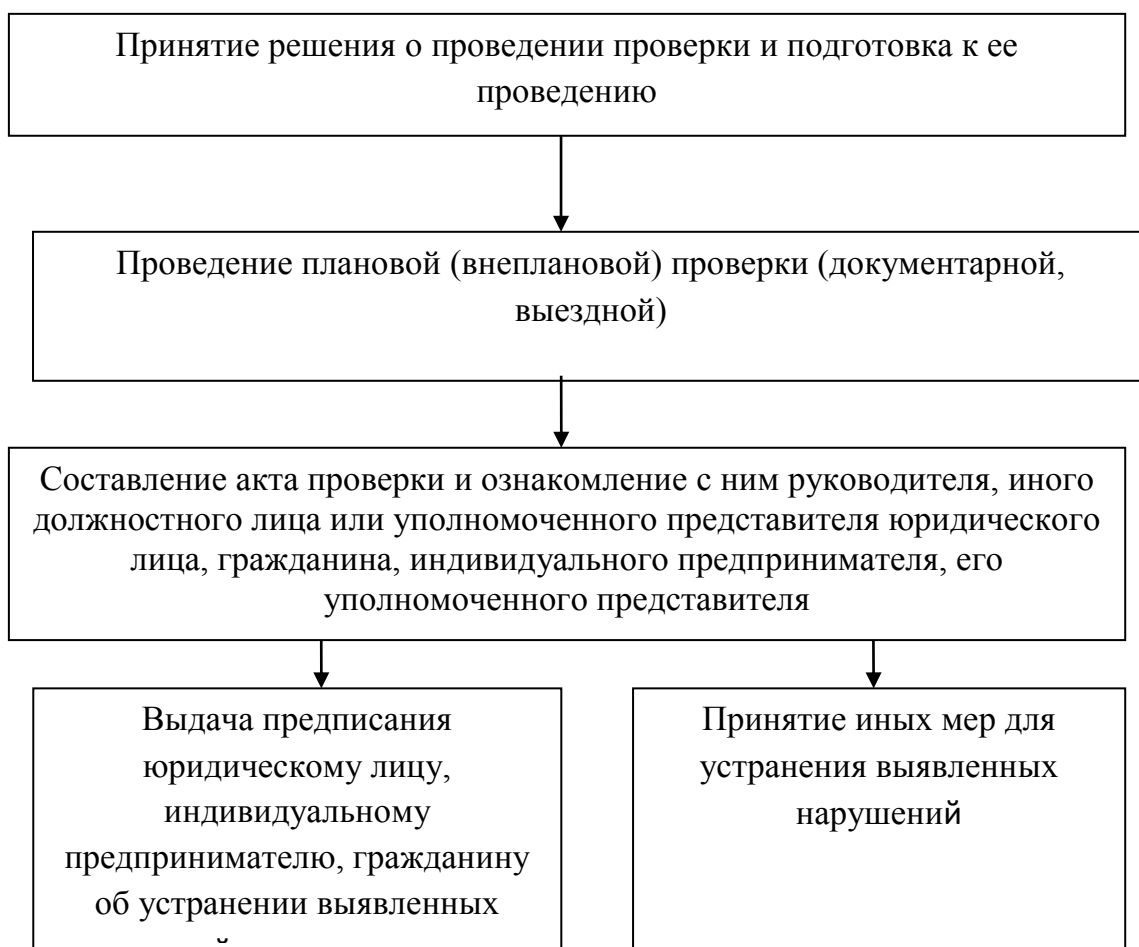 Принятие решения о проведении проверки и подготовка к ее
проведению
Проведение плановой (внеплановой) проверки (документарной,
выездной)
Составление акта проверки и ознакомление с ним руководителя, иного
должностного лица или уполномоченного представителя юридического
лица, гражданина, индивидуального предпринимателя, его
уполномоченного представителя
Выдача предписания
юридическому лицу,
индивидуальному
предпринимателю, гражданину
об устранении выявленных
Принятие иных мер для
устранения выявленных
нарушений